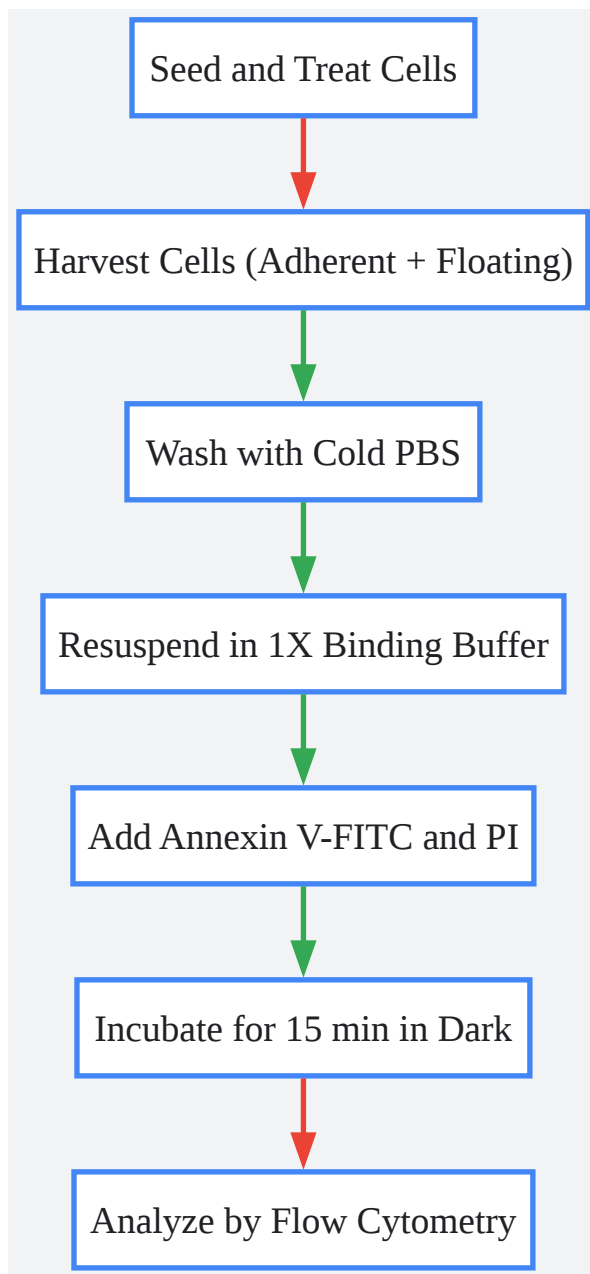 Seed and Treat Cells
Harvest Cells (Adherent + Floating)
Wash with Cold PBS
Resuspend in 1X Binding Buffer
Add Annexin V-FITC and PI
Incubate for 15 min in Dark
Analyze by Flow Cytometry